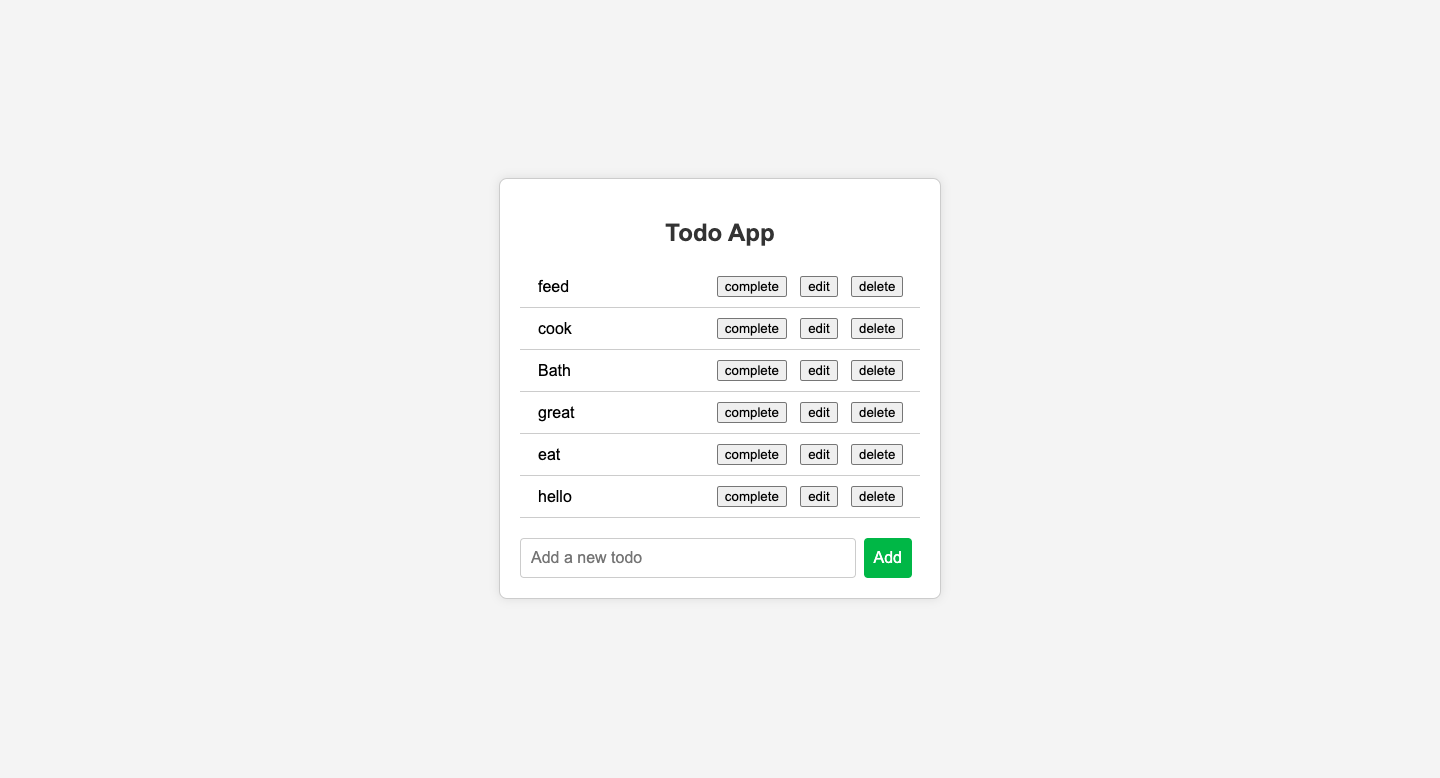 Todo App
feed complete edit delete
cook complete edit delete
Bath complete edit delete
great complete edit delete
eat complete edit delete
hello complete edit delete
Add a new todo Add